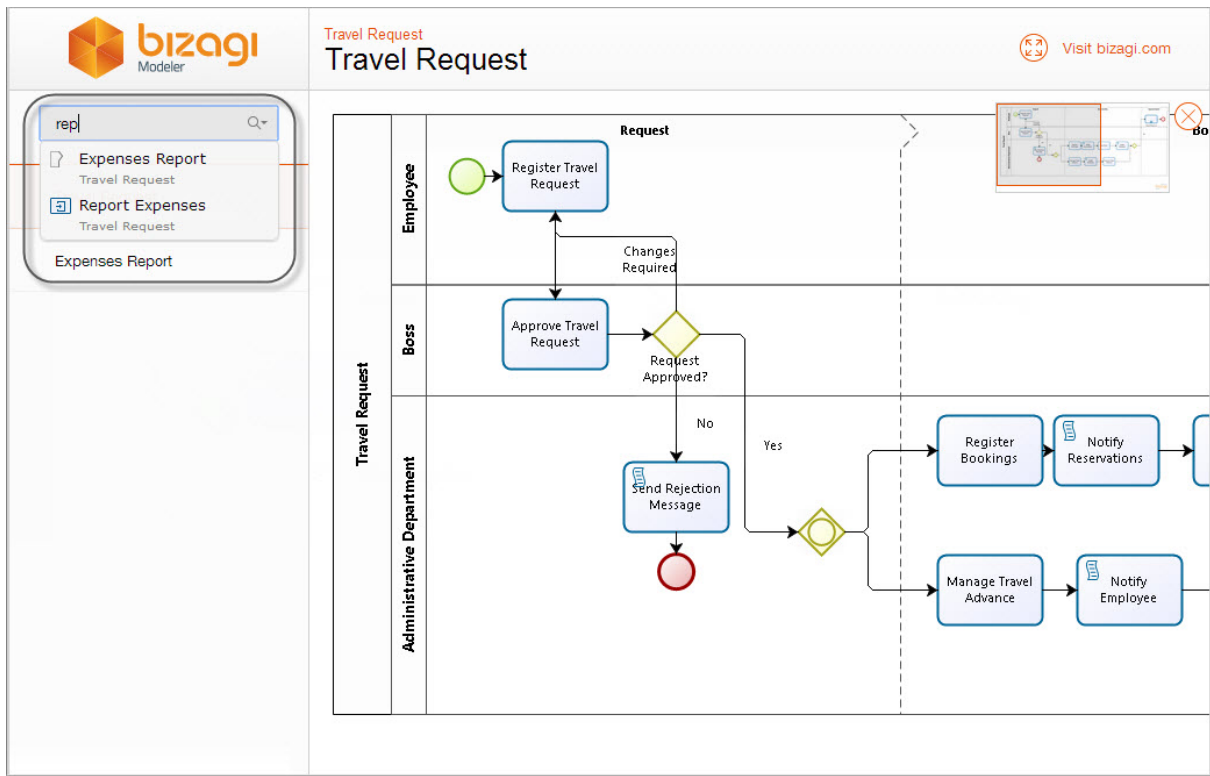 bizagi
Modeler
Travel Request
Travel Request
Visit bizagi.com
rep
Expenses Report
Travel Request
Report Expenses
Travel Request
Expenses Report
Request
Bo
Travel Request
Employee
Register Travel
Request
Changes
Required
Boss
Approve Travel
Request
Request
Approved?
No
Yes
Administrative Department
Send Rejection
Message
Register
Bookings
Notify
Reservations
Manage Travel
Advance
Notify
Employee